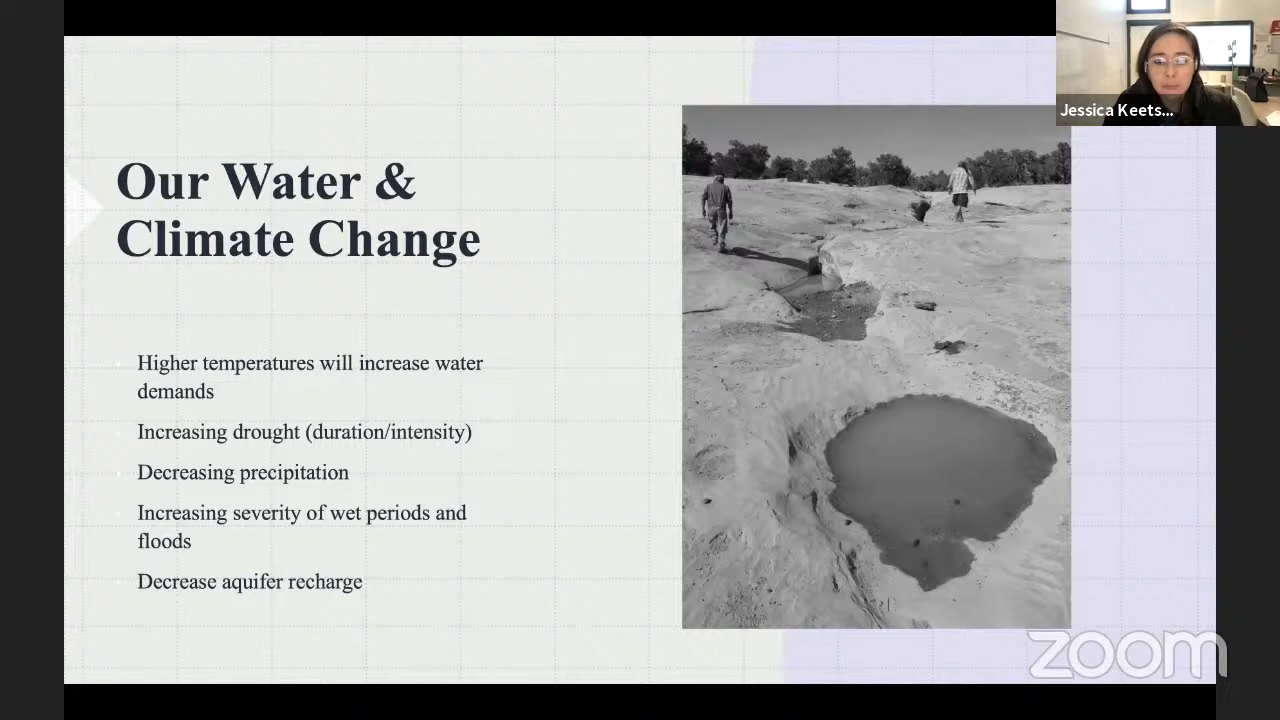 Jessica Keets...
Our Water &
Climate Change
Higher temperatures will increase water
demands
Increasing drought (duration/intensity)
Decreasing precipitation
Increasing severity of wet periods and
floods
Decrease aquifer recharge
zoom